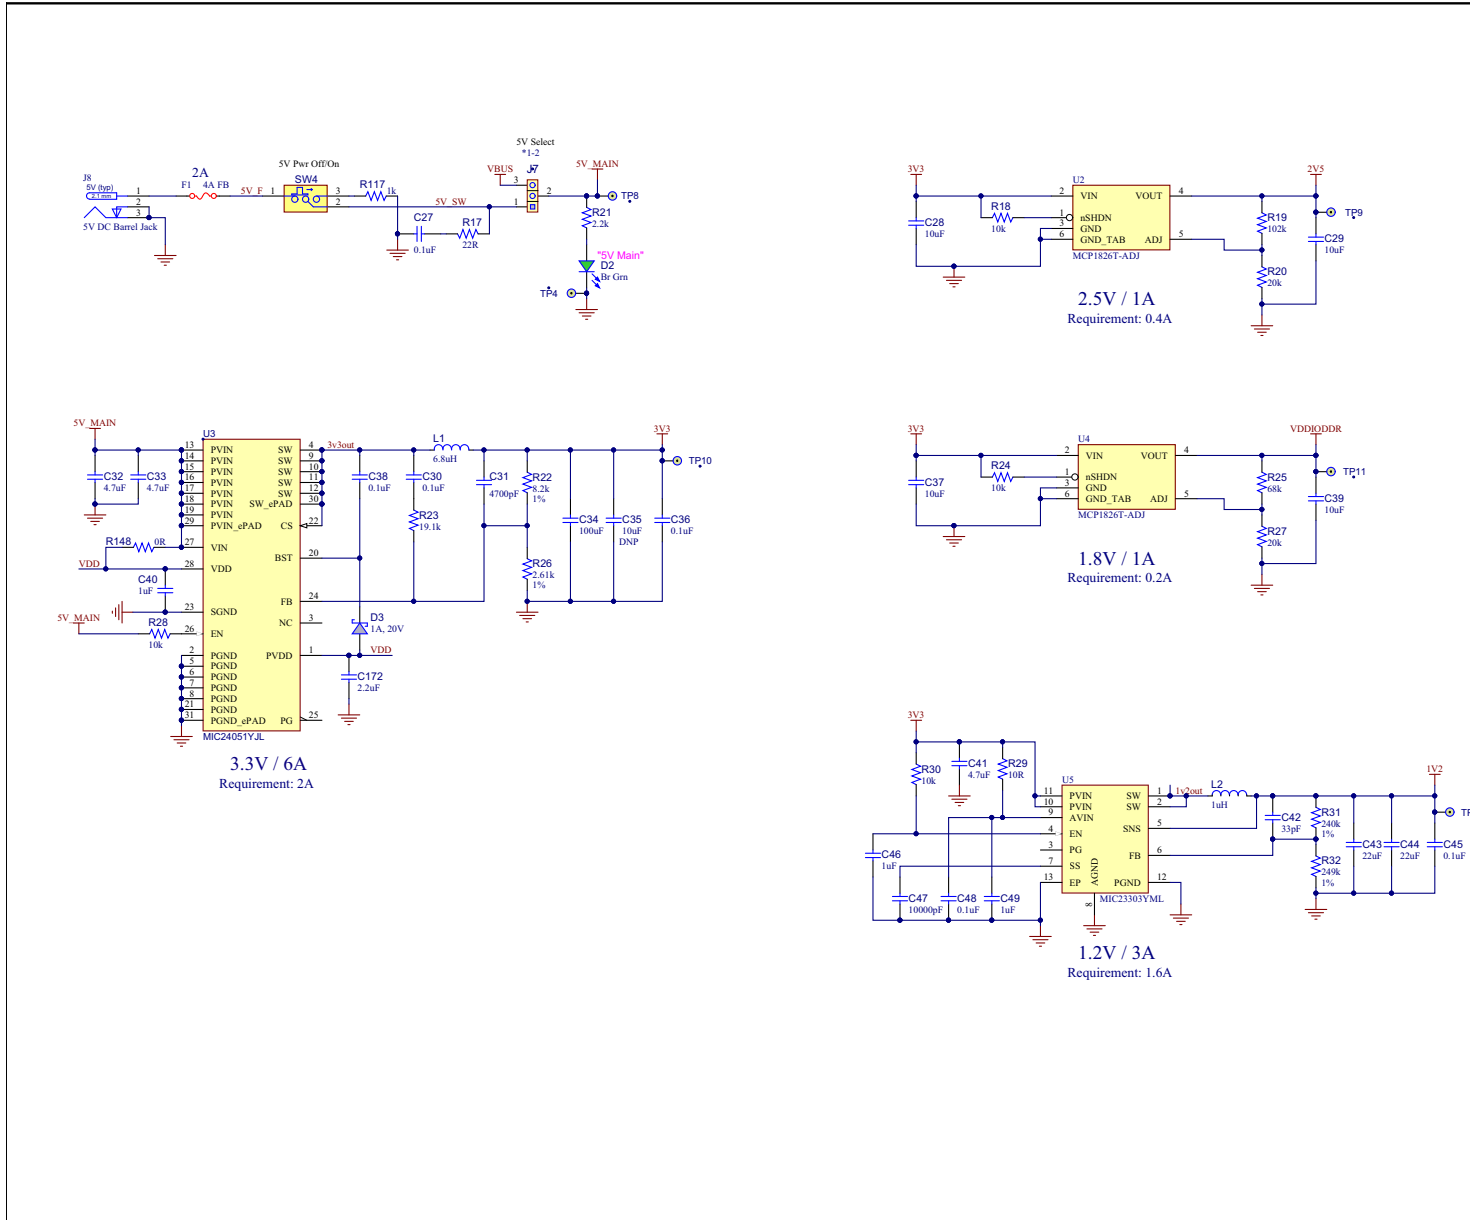 J8
5V (typ)
2.1 mm
5V DC Barrel Jack
1
2
3
2A
F1 4A FB
5V_F
5V Pwr Off/On
SW4
1
3
2
R117
1k
C27
0.1uF
R17
22R
5V_SW
5V Select
*1-2
J7
VBUS
3
2
1
5V_MAIN
TP8
R21
2.2k
"5V Main"
D2
Br Grn
TP4
3V3
C28
10uF
R18
10k
U2
2 VIN VOUT 4
1 nSHDN
3 GND
6 GND_TAB ADJ 5
MCP1826T-ADJ
2V5
R19
102k
TP9
C29
10uF
R20
20k
2.5V / 1A
Requirement: 0.4A
5V_MAIN
C32
4.7uF
C33
4.7uF
U3
13 PVIN SW 4
14 PVIN SW 9
15 PVIN SW 10
16 PVIN SW 11
17 PVIN SW 12
18 PVIN SW_ePAD 30
19 PVIN
29 PVIN_ePAD CS 22
27 VIN
BST 20
28 VDD
FB 24
23 SGND
NC 3
26 EN
2 PGND PVDD 1
5 PGND
6 PGND
7 PGND
8 PGND
21 PGND
31 PGND_ePAD PG 25
MIC24051YJL
R148 0R
VDD
C40
1uF
5V_MAIN
R28
10k
3v3out
L1
6.8uH
C38
0.1uF
C30
0.1uF
C31
4700pF
R22
8.2k
1%
R23
19.1k
C34
100uF
C35
10uF
DNP
C36
0.1uF
R26
2.61k
1%
3V3
TP10
D3
1A, 20V
VDD
C172
2.2uF
3.3V / 6A
Requirement: 2A
3V3
C37
10uF
R24
10k
U4
2 VIN VOUT 4
1 nSHDN
3 GND
6 GND_TAB ADJ 5
MCP1826T-ADJ
VDDIODDR
R25
68k
TP11
C39
10uF
R27
20k
1.8V / 1A
Requirement: 0.2A
3V3
R30
10k
C41
4.7uF
R29
10R
U5
11 PVIN SW 1
10 PVIN SW 2
9 AVIN
SNS 5
4 EN
3 PG
FB 6
7 SS
13 EP AGND PGND 12
8
MIC23303YML
C46
1uF
C47
10000pF
C48
0.1uF
C49
1uF
1v2out
L2
1uH
C42
33pF
R31
240k
1%
R32
249k
1%
C43
22uF
C44
22uF
C45
0.1uF
1V2
TP
1.2V / 3A
Requirement: 1.6A